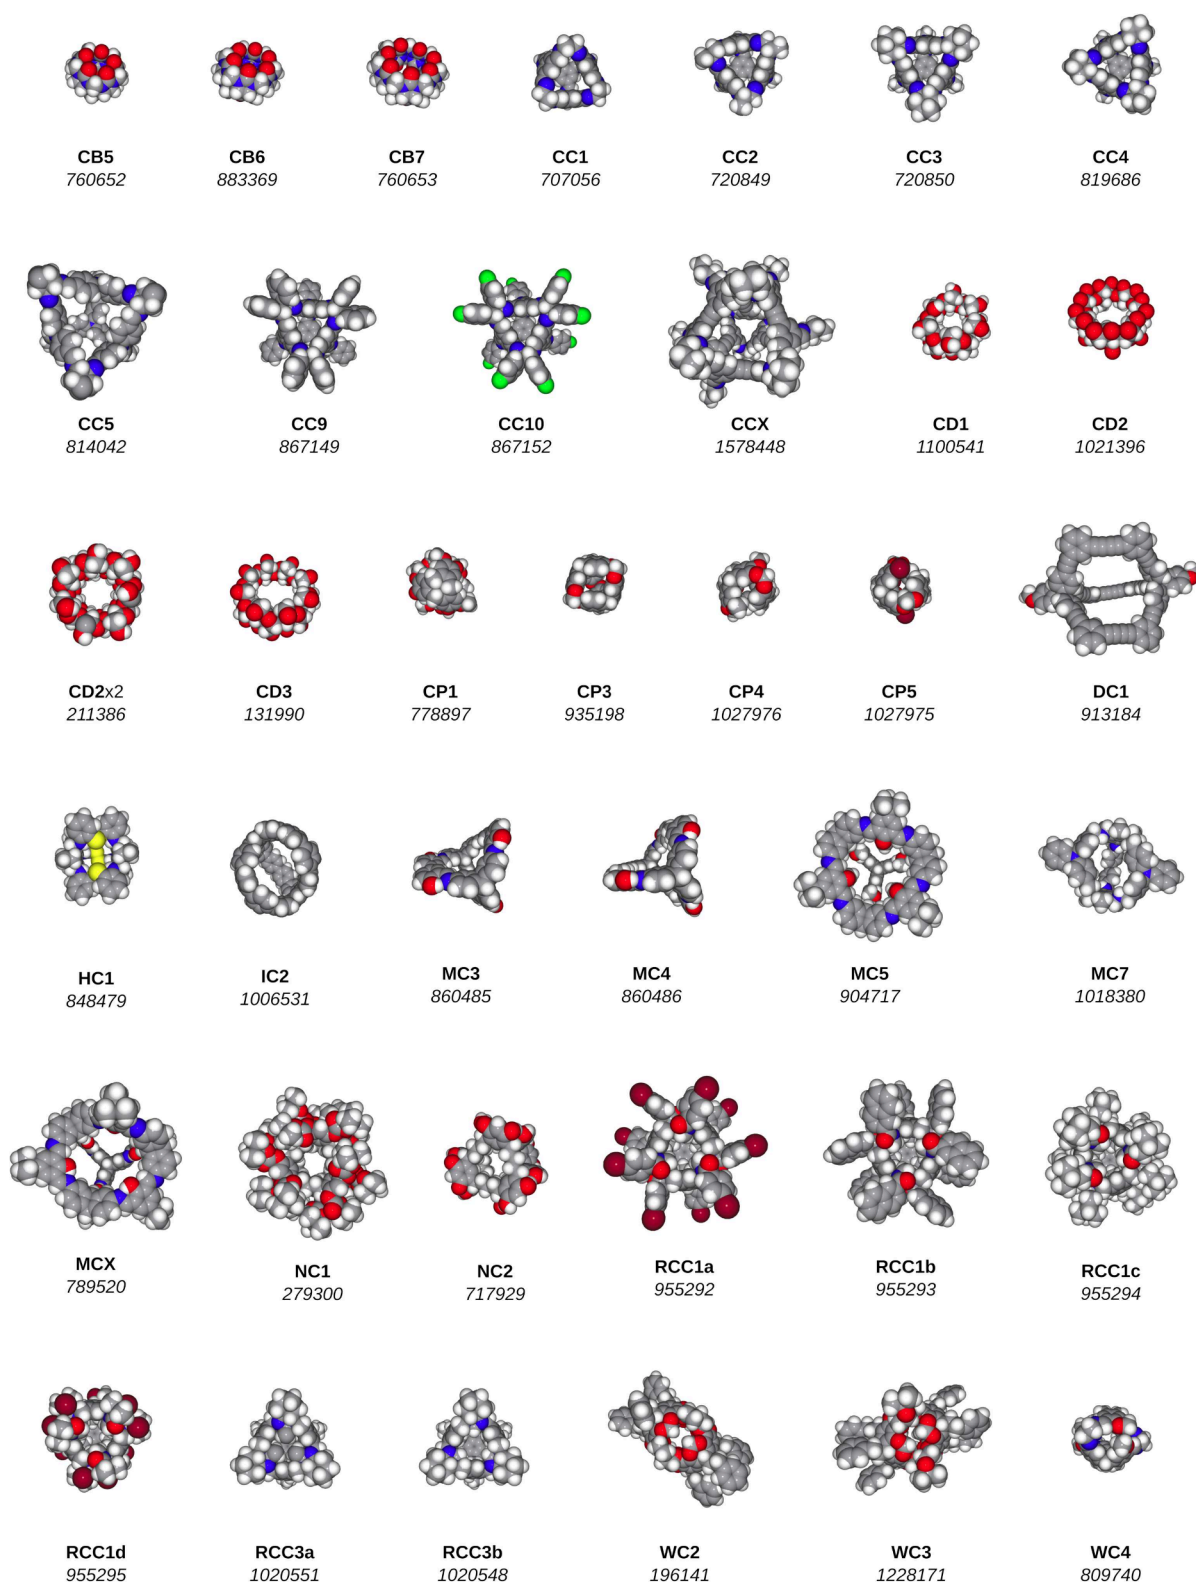 CB5 CB6 CB7 CC1 CC2 CC3 CC4
760652 883369 760653 707056 720849 720850 819686
CC5 CC9 CC10 CCX CD1 CD2
814042 867149 867152 1578448 1100541 1021396
CD2x2 CD3 CP1 CP3 CP4 CP5 DC1
211386 131990 778897 935198 1027976 1027975 913184
HC1 IC2 MC3 MC4 MC5 MC7
848479 1006531 860485 860486 904717 1018380
MCX NC1 NC2 RCC1a RCC1b RCC1c
789520 279300 717929 955292 955293 955294
RCC1d RCC3a RCC3b WC2 WC3 WC4
955295 1020551 1020548 196141 1228171 809740